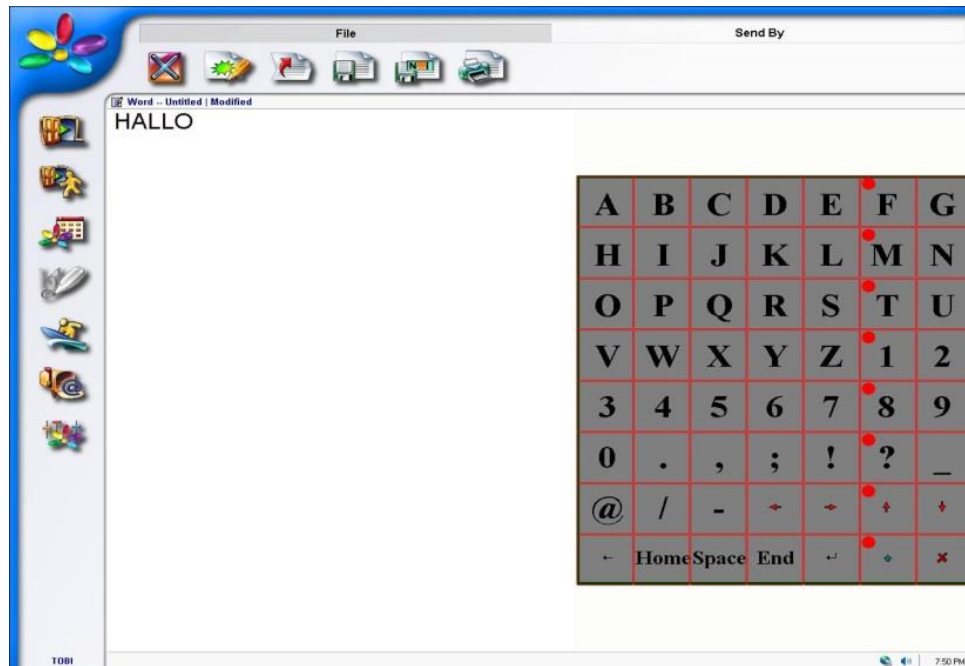 File Send By
Word -- Untitled | Modified
HALLO
A B C D E F G
H I J K L M N
O P Q R S T U
V W X Y Z 1 2
3 4 5 6 7 8 9
0 . , ; ! ? _
@ / -
Home Space End
TOBI 7:50 PM